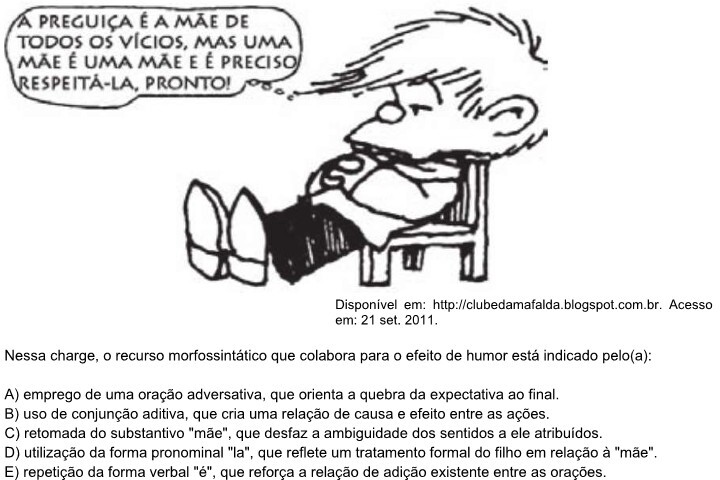 A PREGUIÇA É A MÃE DE
TODOS OS VÍCIOS, MAS UMA
MÃE É UMA MÃE E É PRECISO
RESPEITÁ-LA, PRONTO!
Disponível em: http://clubedamafalda.blogspot.com.br. Acesso
em: 21 set. 2011.
Nessa charge, o recurso morfossintático que colabora para o efeito de humor está indicado pelo(a):
A) emprego de uma oração adversativa, que orienta a quebra da expectativa ao final.
B) uso de conjunção aditiva, que cria uma relação de causa e efeito entre as ações.
C) retomada do substantivo "mãe", que desfaz a ambiguidade dos sentidos a ele atribuídos.
D) utilização da forma pronominal "la", que reflete um tratamento formal do filho em relação à "mãe".
E) repetição da forma verbal "é", que reforça a relação de adição existente entre as orações.